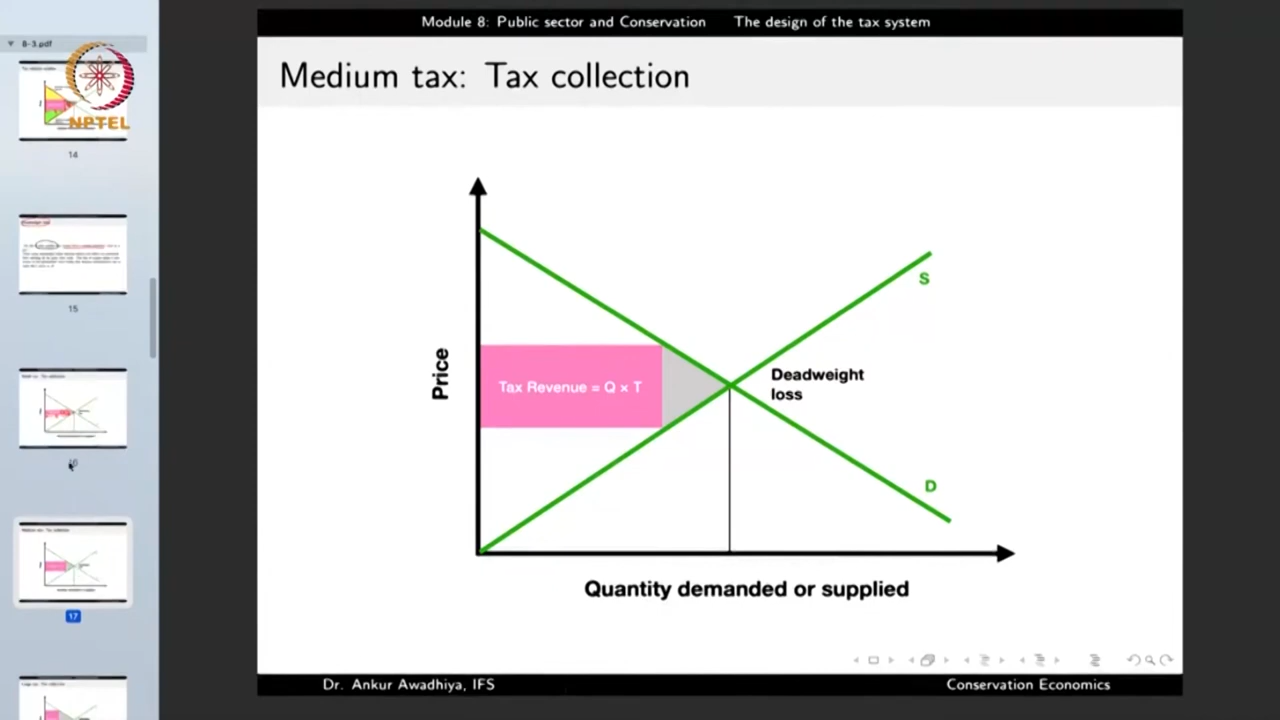 Module 8: Public sector and Conservation The design of the tax system
8-3.pdf
NPTEL
14
15
17
Medium tax: Tax collection
Price
S
Tax Revenue = Q × T
Deadweight
loss
D
Quantity demanded or supplied
Dr. Ankur Awadhiya, IFS
Conservation Economics